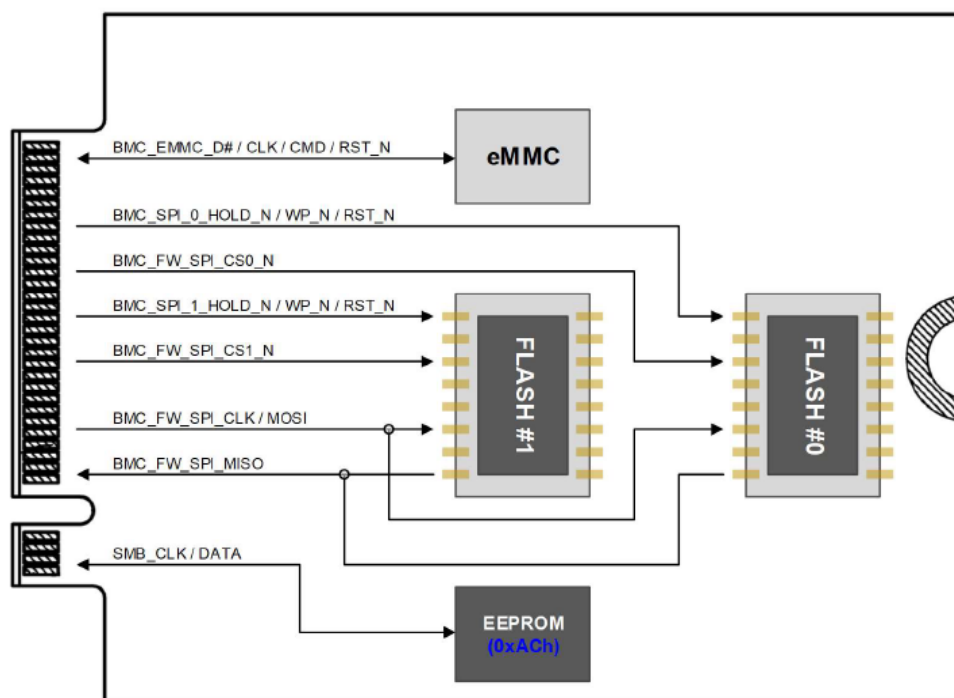 BMC_EMMC_D# / CLK / CMD / RST_N
eMMC
BMC_SPI_0_HOLD_N / WP_N / RST_N
BMC_FW_SPI_CS0_N
BMC_SPI_1_HOLD_N / WP_N / RST_N
BMC_FW_SPI_CS1_N
BMC_FW_SPI_CLK / MOSI
BMC_FW_SPI_MISO
FLASH #1
FLASH #0
SMB_CLK / DATA
EEPROM
(0xACh)